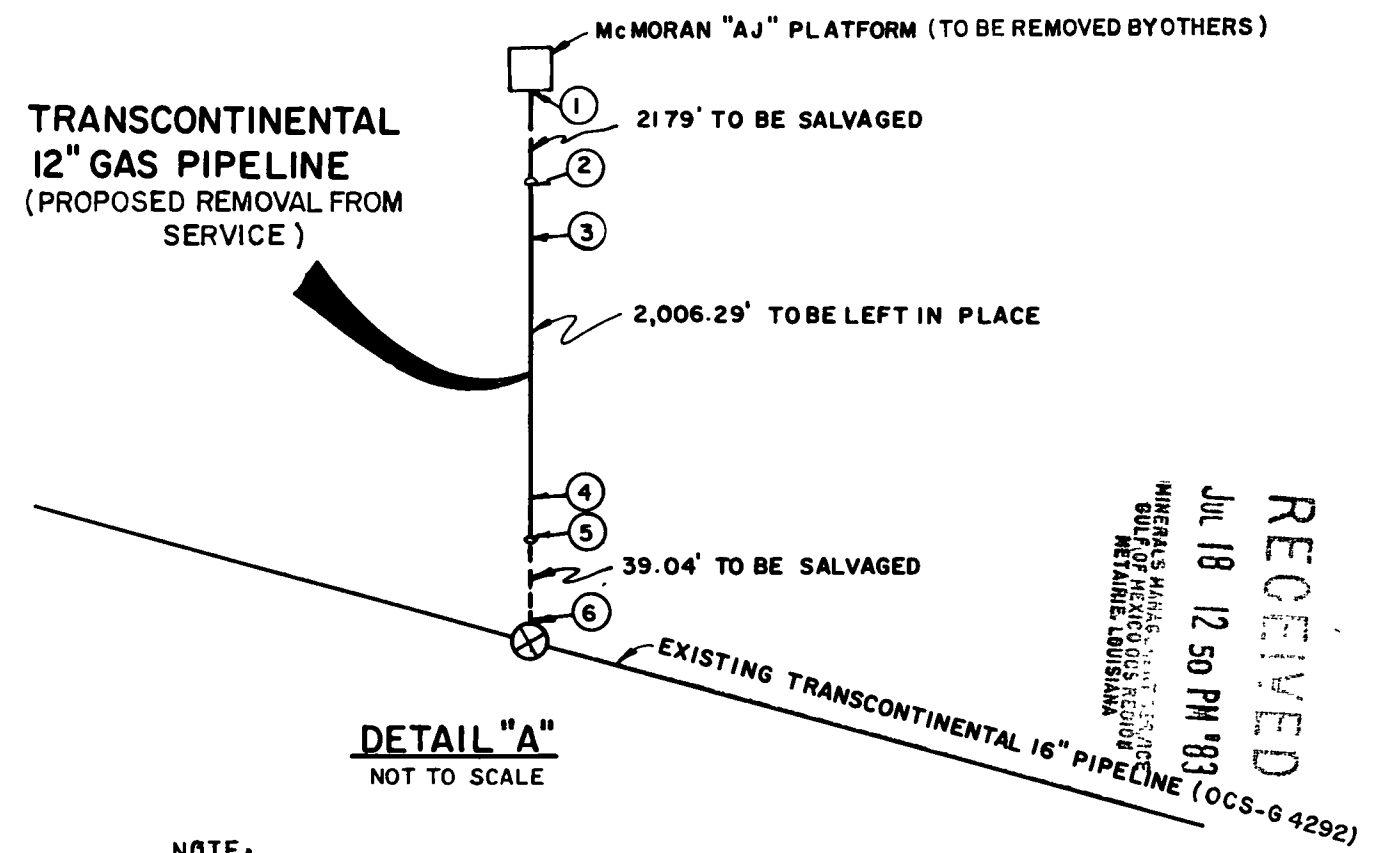 McMORAN "AJ" PLATFORM (TO BE REMOVED BY OTHERS)
1
2179' TO BE SALVAGED
TRANSCONTINENTAL
12" GAS PIPELINE
(PROPOSED REMOVAL FROM
SERVICE)
2
3
2,006.29' TO BE LEFT IN PLACE
4
5
39.04' TO BE SALVAGED
6
EXISTING TRANSCONTINENTAL 16" PIPELINE (OCS-G 4292)
DETAIL "A"
NOT TO SCALE
RECEIVED
JUL 18 12 50 PM '83
MINERALS SERVICE
GULF OF MEXICO OCS REGION
METAIRIE, LOUISIANA
NOTE: